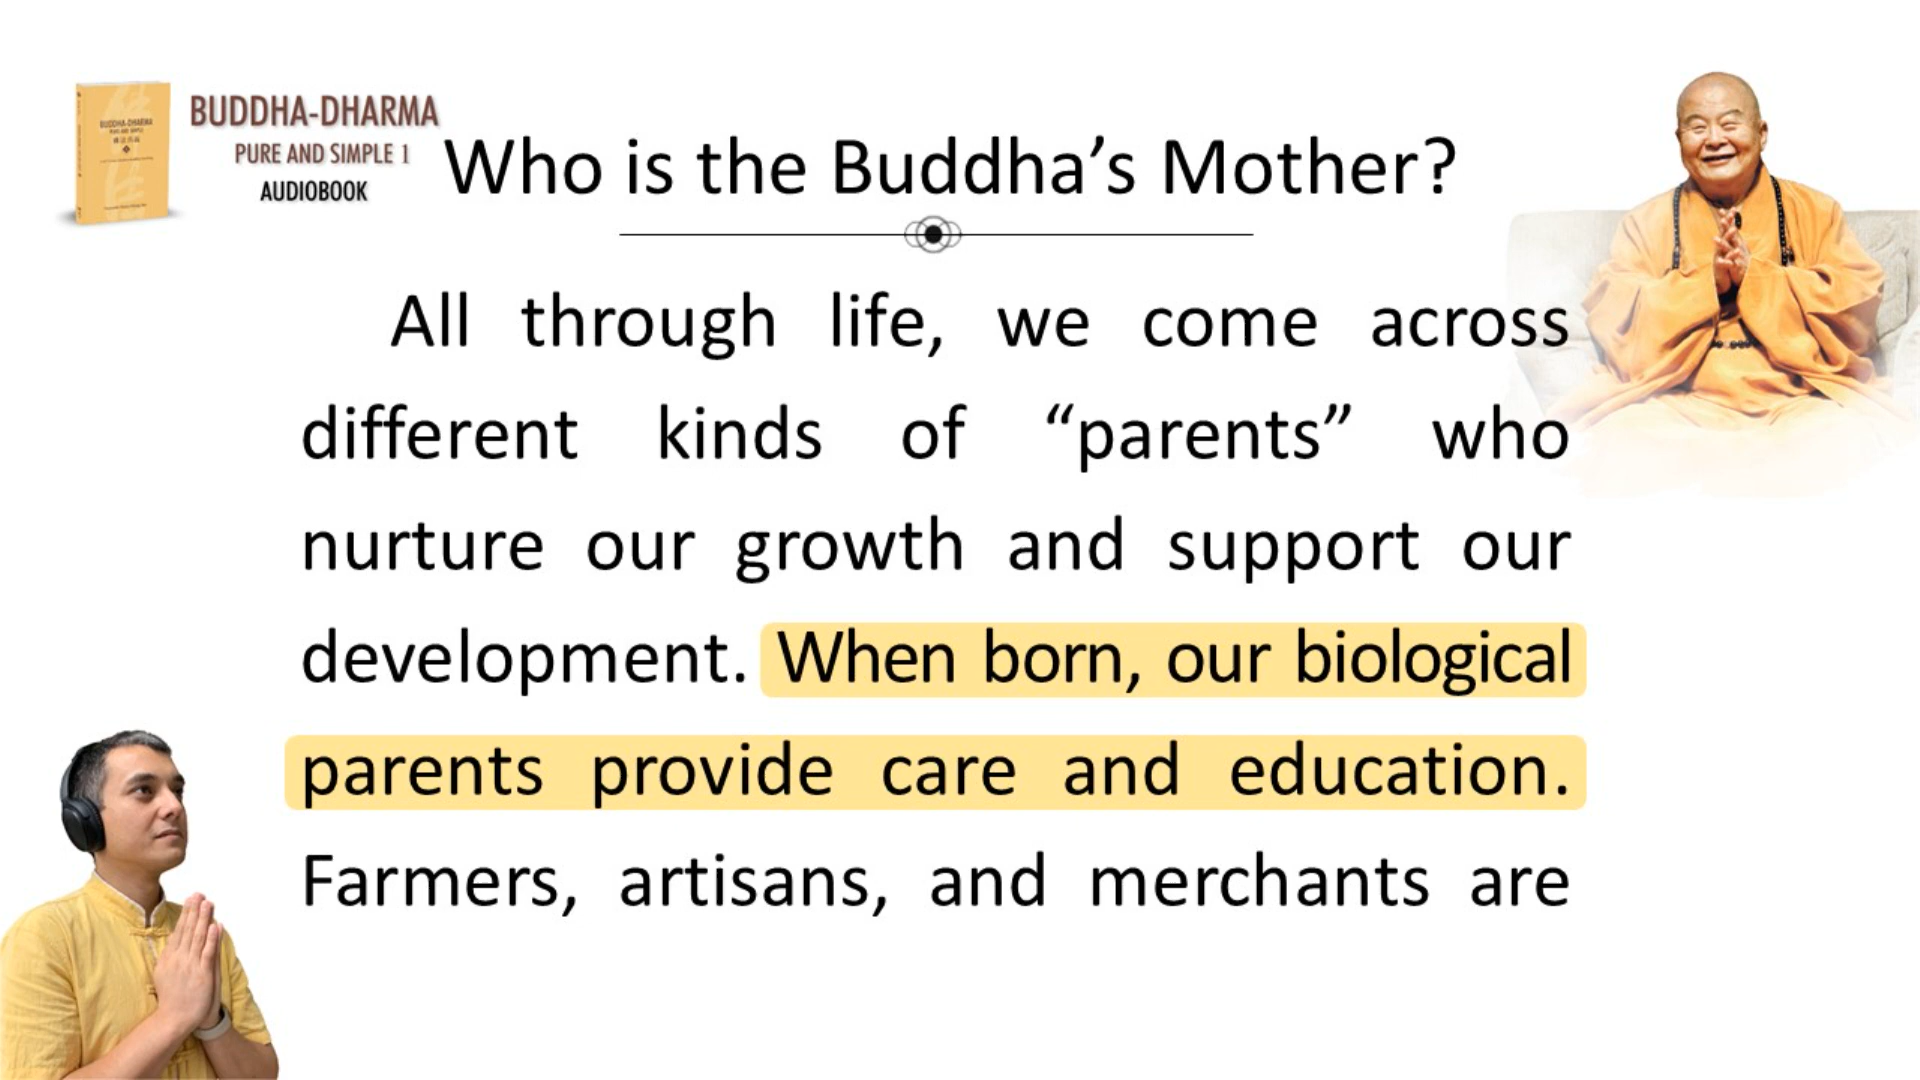 BUDDHA-DHARMA
PURE AND SIMPLE 1
AUDIOBOOK
BUDDHA-DHARMA
Who is the Buddha’s Mother?
All through life, we come across
different kinds of “parents” who
nurture our growth and support our
development. When born, our biological
parents provide care and education.
Farmers, artisans, and merchants are